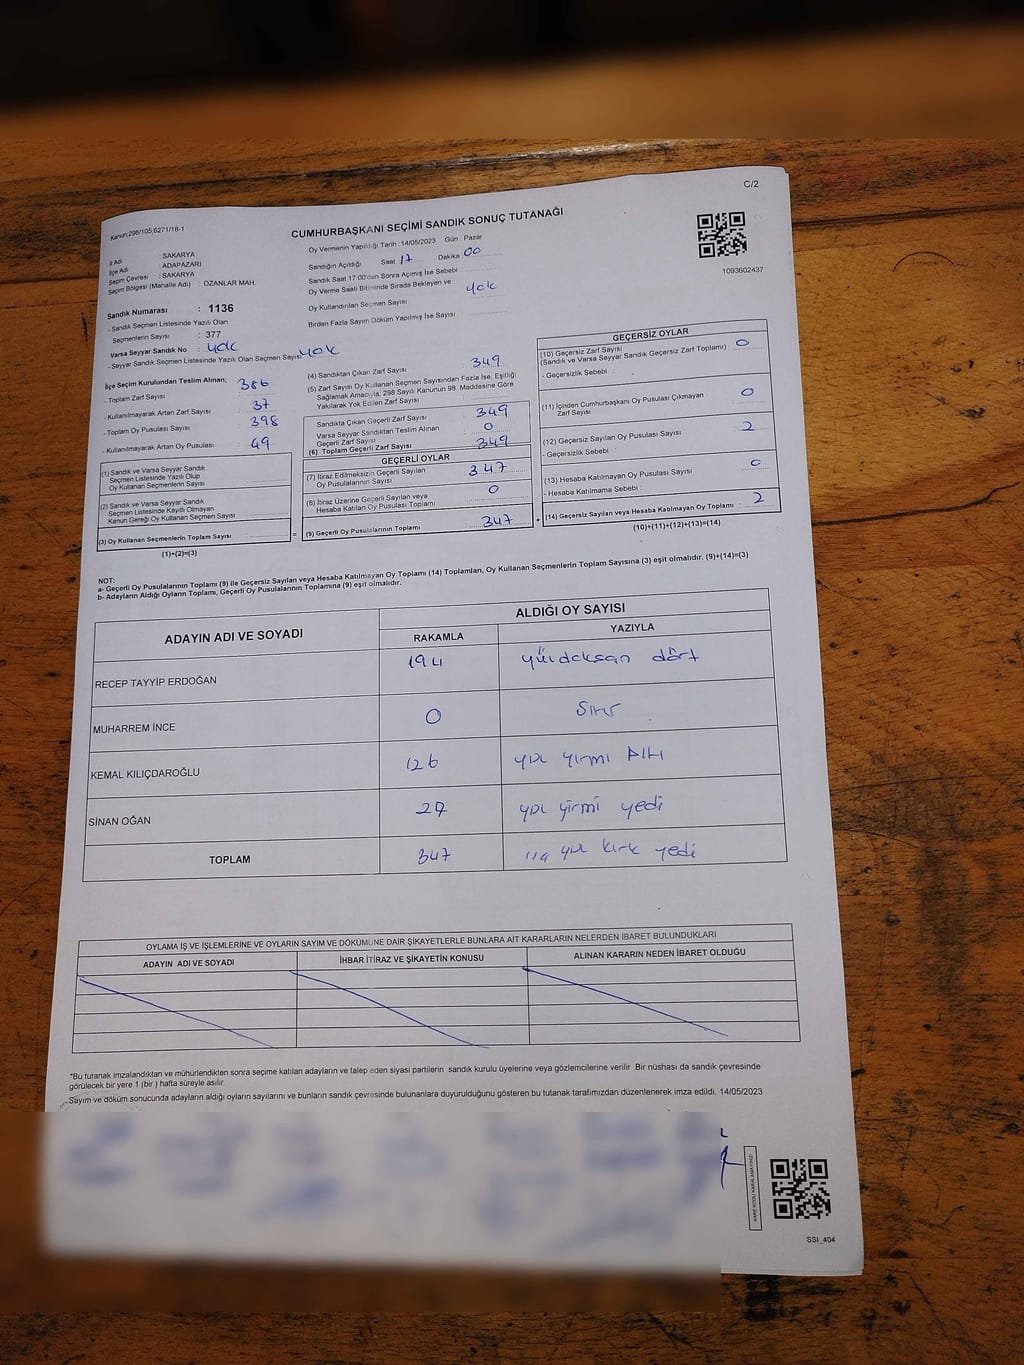 C/2
Kanun;298/105;6271/18-1
CUMHURBAŞKANI SEÇİMİ SANDIK SONUÇ TUTANAĞI
1093602437
İl Adı : SAKARYA
İlçe Adı : ADAPAZARI
Seçim Çevresi : SAKARYA
Seçim Bölgesi (Mahalle Adı) : OZANLAR MAH.
Oy Vermenin Yapıldığı Tarih : 14/05/2023 Gün : Pazar
Sandığın Açıldığı Saat 17 Dakika 00
Sandık Saat 17:00'den Sonra Açımış İse Sebebi
Oy Verme Saati Bitiminde Sırada Bekleyen ve yok
Oy Kullandırılan Seçmen Sayısı
Birden Fazla Sayım Döküm Yapılmış İse Sayısı
Sandık Numarası : 1136
- Sandık Seçmen Listesinde Yazılı Olan
Seçmenlerin Sayısı : 377
Varsa Seyyar Sandık No : yok
- Seyyar Sandık Seçmen Listesinde Yazılı Olan Seçmen Sayısı: yok
İlçe Seçim Kurulundan Teslim Alınan;
- Toplam Zarf Sayısı : 386
- Kullanılmayarak Artan Zarf Sayısı : 37
- Toplam Oy Pusulası Sayısı : 398
- Kullanılmayarak Artan Oy Pusulası : 49
(1) Sandık ve Varsa Seyyar Sandık
Seçmen Listesinde Yazılı Olup
Oy Kullanan Seçmenlerin Sayısı
(2) Sandık ve Varsa Seyyar Sandık
Seçmen Listesinde Kayıtlı Olmayan
Kanun Gereği Oy Kullanan Seçmen Sayısı
(3) Oy Kullanan Seçmenlerin Toplam Sayısı :
(1)+(2)=(3)
(4) Sandıktan Çıkan Zarf Sayısı 349
(5) Zarf Sayısı Oy Kullanan Seçmen Sayısından Fazla İse, Eşitliği
Sağlamak Amacıyla, 298 Sayılı Kanunun 98. Maddesine Göre
Yakılarak Yok Edilen Zarf Sayısı
Sandıkta Çıkan Geçerli Zarf Sayısı 349
Varsa Seyyar Sandıktan Teslim Alınan
Geçerli Zarf Sayısı 0
(6) Toplam Geçerli Zarf Sayısı 349
GEÇERLİ OYLAR
(7) İtiraz Edilmeksizin Geçerli Sayılan
Oy Pusulasının Sayısı 347
(8) İtiraz Üzerine Geçerli Sayılan veya
Hesaba Katılan Oy Pusulası Toplamı 0
(9) Geçerli Oy Pusulalarının Toplamı 347
GEÇERSİZ OYLAR
(10) Geçersiz Zarf Sayısı 0
(Sandık ve Varsa Seyyar Sandık Geçersiz Zarf Toplamı)
- Geçersizlik Sebebi :
(11) İçinden Cumhurbaşkanı Oy Pusulası Çıkmayan
Zarf Sayısı 0
(12) Geçersiz Sayılan Oy Pusulası Sayısı 2
- Geçersizlik Sebebi :
(13) Hesaba Katılmayan Oy Pusulası Sayısı 0
- Hesaba Katılmama Sebebi :
(14) Geçersiz Sayılan veya Hesaba Katılmayan Oy Toplamı : 2
(10)+(11)+(12)+(13)=(14)
NOT:
a- Geçerli Oy Pusulalarının Toplamı (9) ile Geçersiz Sayılan veya Hesaba Katılmayan Oy Toplamı (14) Toplamları, Oy Kullanan Seçmenlerin Toplam Sayısına (3) eşit olmalıdır. (9)+(14)=(3)
b- Adayların Aldığı Oyların Toplamı, Geçerli Oy Pusulalarının Toplamına (9) eşit olmalıdır.
ADAYIN ADI VE SOYADI
ALDIĞI OY SAYISI
RAKAMLA YAZIYLA
RECEP TAYYİP ERDOĞAN 194 dört
MUHARREM İNCE 0 Sıfır
KEMAL KILIÇDAROĞLU 126 yüz yirmi Altı
SİNAN OĞAN 27 yüz yirmi yedi
TOPLAM 347 üç yüz kırk yedi
OYLAMA İŞ VE İŞLEMLERİNE VE OYLARIN SAYIM VE DÖKÜMÜNE DAİR ŞİKAYETLERLE BUNLARA AİT KARARLARIN NELERDEN İBARET BULUNDUKLARI
ADAYIN ADI VE SOYADI İHBAR İTİRAZ VE ŞİKAYETİN KONUSU ALINAN KARARIN NEDEN İBARET OLDUĞU
*Bu tutanak imzalandıktan ve mühürlendikten sonra seçime katılan adayların ve talep eden siyasi partilerin sandık kurulu üyelerine veya gözlemcilerine verilir .Bir nüshası da sandık çevresinde
görülecek bir yere 1 (bir ) hafta süreyle asılır
Sayım ve döküm sonucunda adayların aldığı oyların sayılarını ve bunların sandık çevresinde bulunanlara duyurulduğunu gösteren bu tutanak tarafımızdan düzenlenerek imza edildi. 14/05/2023
KARE KODU KARALAMAYINIZ!
SSI_404